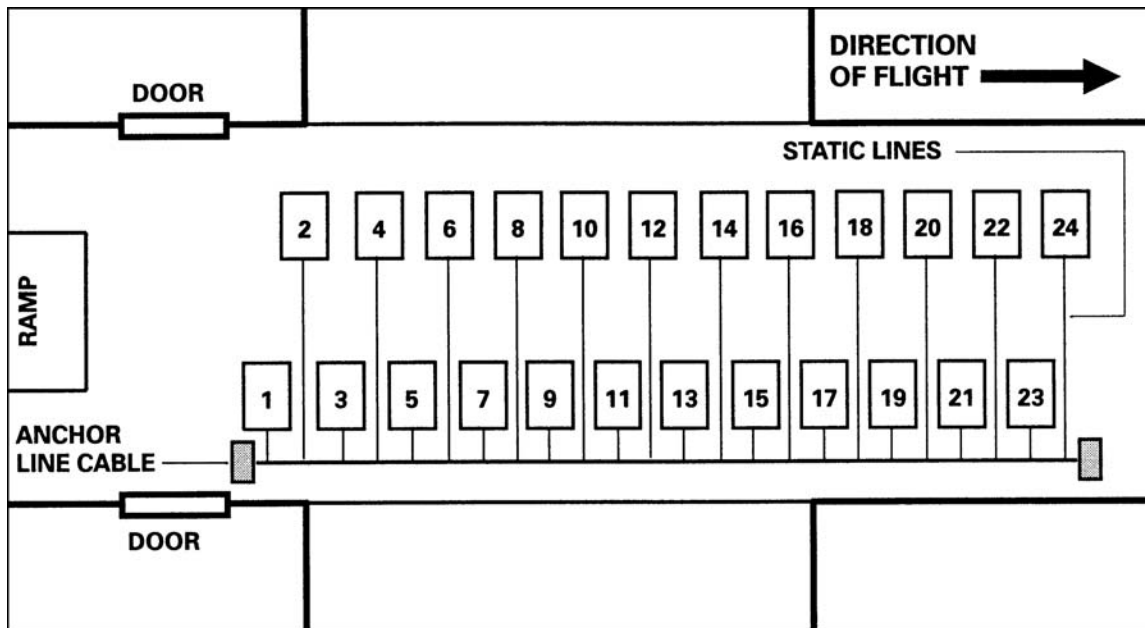 DIRECTION
OF FLIGHT
DOOR
STATIC LINES
2 4 6 8 10 12 14 16 18 20 22 24
RAMP
1 3 5 7 9 11 13 15 17 19 21 23
ANCHOR
LINE CABLE
DOOR